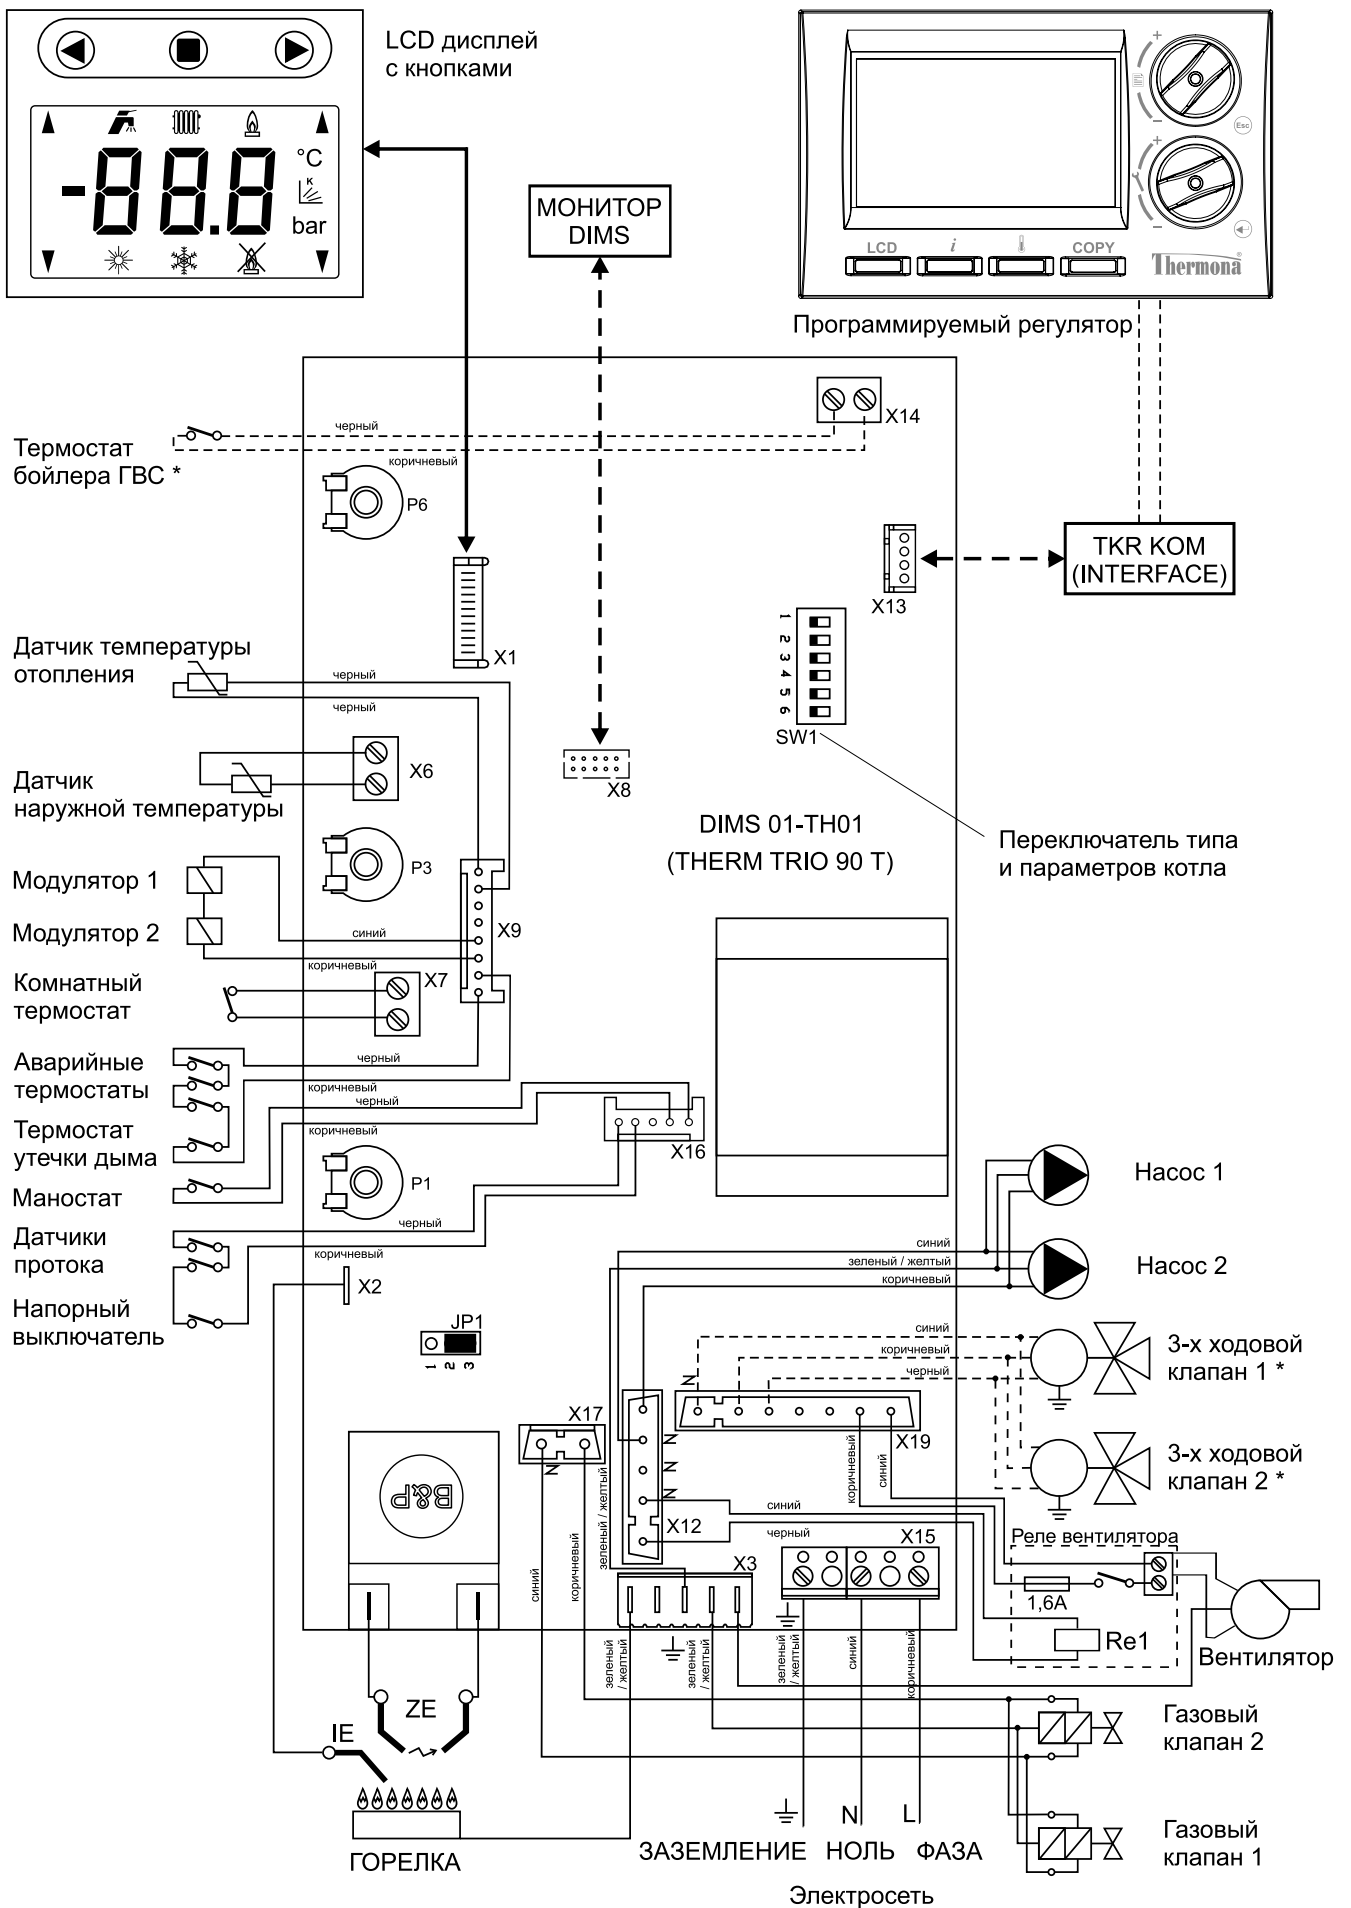 LCD дисплей
с кнопками
°C
K
bar
-88.8
МОНИТОР
DIMS
+
−
Esc
+
−
LCD
i
COPY
Thermona®
Программируемый регулятор
Термостат
бойлера ГВС *
черный
коричневый
X14
P6
X1
X13
TKR KOM
(INTERFACE)
1
2
3
4
5
6
SW1
Датчик температуры
отопления
черный
черный
X6
X8
Датчик
наружной температуры
DIMS 01-TH01
(THERM TRIO 90 T)
Переключатель типа
и параметров котла
P3
Модулятор 1
Модулятор 2
синий
коричневый
X9
Комнатный
термостат
X7
Аварийные
термостаты
черный
коричневый
черный
Термостат
утечки дыма
коричневый
X16
Маностат
P1
черный
Датчики
протока
коричневый
Напорный
выключатель
X2
JP1
1
2
3
Насос 1
Насос 2
синий
зеленый / желтый
коричневый
синий
коричневый
черный
3-х ходовой
клапан 1 *
3-х ходовой
клапан 2 *
N
X19
X17
N
N
N
N
X12
коричневый
синий
зеленый / желтый
синий
черный
X15
X3
B&P
синий
коричневый
Реле вентилятора
1,6A
Re1
Вентилятор
зеленый
/ желтый
зеленый
/ желтый
зеленый
/ желтый
синий
коричневый
ZE
IE
ГОРЕЛКА
N
L
ЗАЗЕМЛЕНИЕ НОЛЬ ФАЗА
Электросеть
Газовый
клапан 2
Газовый
клапан 1